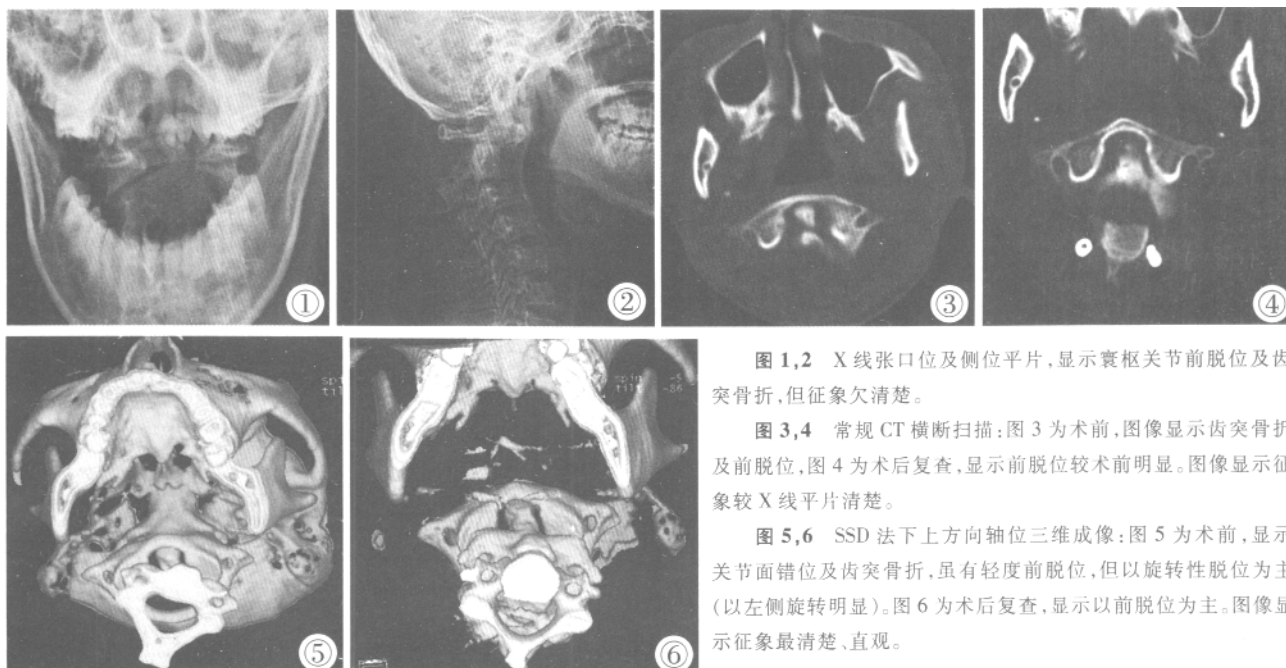 ①
②
③
④
spin
tilt
⑤
spin -5
tilt -86
⑥
图 1,2 X 线张口位及侧位平片,显示寰枢关节前脱位及齿
突骨折,但征象欠清楚。
图 3,4 常规 CT 横断扫描:图 3 为术前,图像显示齿突骨折
及前脱位,图 4 为术后复查,显示前脱位较术前明显。图像显示征
象较 X 线平片清楚。
图 5,6 SSD 法下上方向轴位三维成像:图 5 为术前,显示
关节面错位及齿突骨折,虽有轻度前脱位,但以旋转性脱位为主
(以左侧旋转明显)。图 6 为术后复查,显示以前脱位为主。图像显
示征象最清楚、直观。